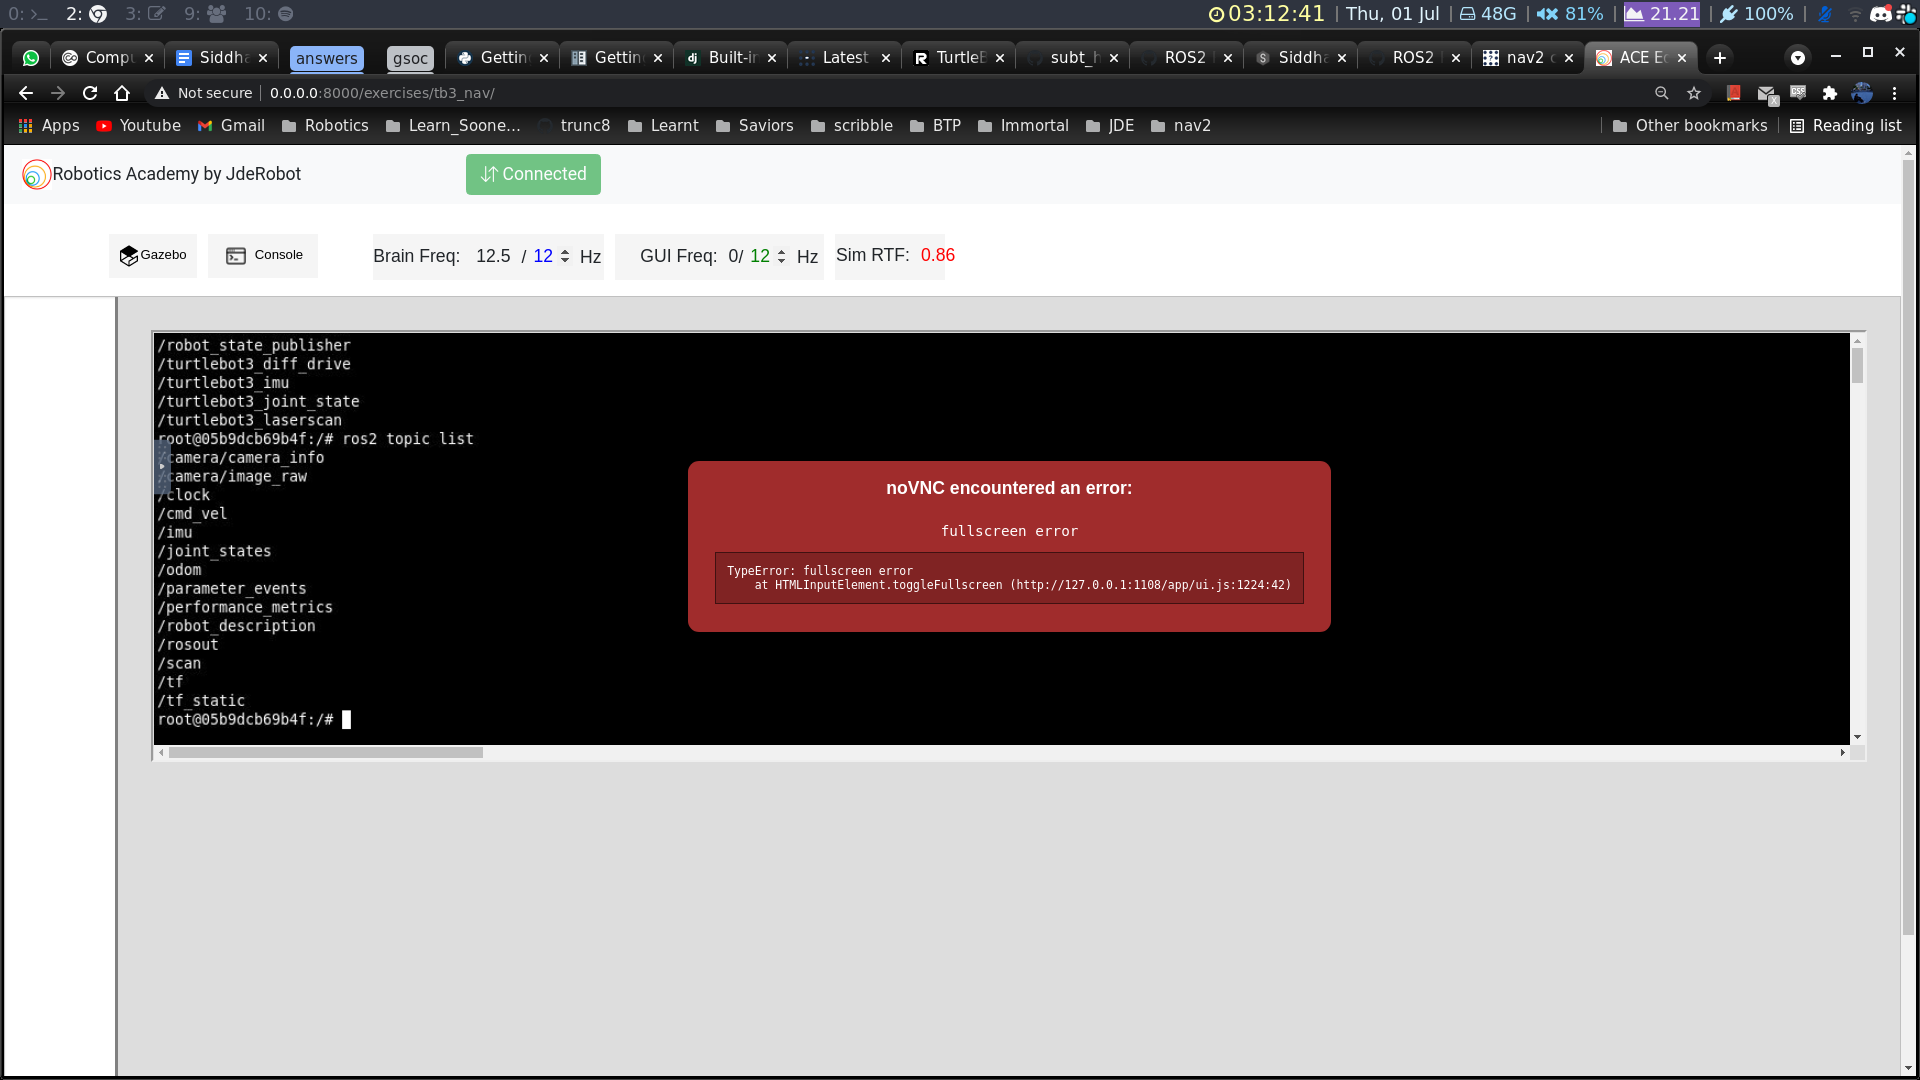 0: 2: 3: 9: 10: 03:12:41 Thu, 01 Jul 48G 81% 21.21 100%
Compu Siddha answers gsoc Getting Getting Built-in Latest TurtleB subt_h ROS2 Siddha ROS2 nav2 c ACE Ed
Not secure 0.0.0.0:8000/exercises/tb3_nav/
Apps Youtube Gmail Robotics Learn_Soone... trunc8 Learnt Saviors scribble BTP Immortal JDE nav2 Other bookmarks Reading list
Robotics Academy by JdeRobot Connected
Gazebo Console Brain Freq: 12.5 / 12 Hz GUI Freq: 0/ 12 Hz Sim RTF: 0.86
/robot_state_publisher
/turtlebot3_diff_drive
/turtlebot3_imu
/turtlebot3_joint_state
/turtlebot3_laserscan
root@05b9dcb69b4f:/# ros2 topic list
/camera/camera_info
/camera/image_raw
/clock
/cmd_vel
/imu
/joint_states
/odom
/parameter_events
/performance_metrics
/robot_description
/rosout
/scan
/tf
/tf_static
root@05b9dcb69b4f:/#
noVNC encountered an error:
fullscreen error
TypeError: fullscreen error
at HTMLInputElement.toggleFullscreen (http://127.0.0.1:1108/app/ui.js:1224:42)